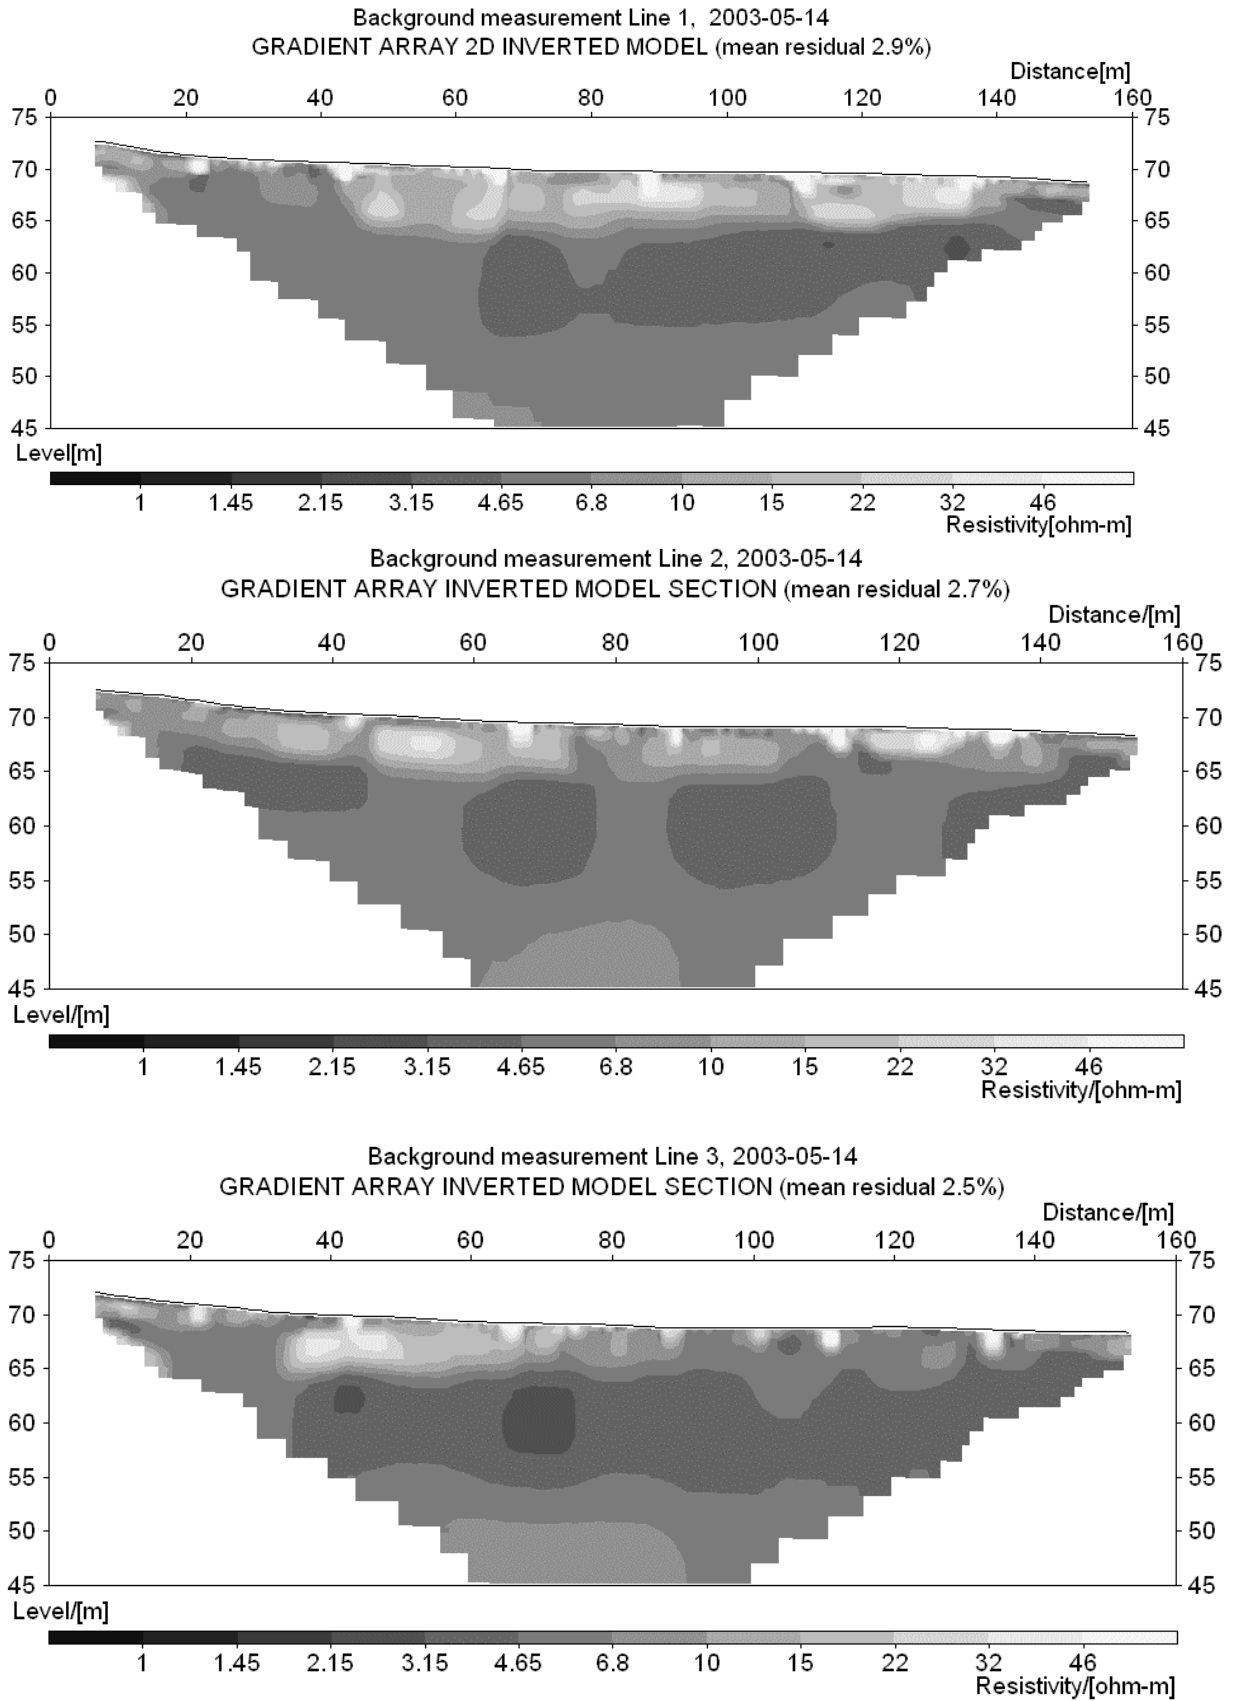 Background measurement Line 1, 2003-05-14
GRADIENT ARRAY 2D INVERTED MODEL (mean residual 2.9%)
Distance[m]
0 20 40 60 80 100 120 140 160
75 75
70 70
65 65
60 60
55 55
50 50
45 45
Level[m]
1 1.45 2.15 3.15 4.65 6.8 10 15 22 32 46
Resistivity[ohm-m]
Background measurement Line 2, 2003-05-14
GRADIENT ARRAY INVERTED MODEL SECTION (mean residual 2.7%)
Distance/[m]
0 20 40 60 80 100 120 140 160
75 75
70 70
65 65
60 60
55 55
50 50
45 45
Level/[m]
1 1.45 2.15 3.15 4.65 6.8 10 15 22 32 46
Resistivity/[ohm-m]
Background measurement Line 3, 2003-05-14
GRADIENT ARRAY INVERTED MODEL SECTION (mean residual 2.5%)
Distance/[m]
0 20 40 60 80 100 120 140 160
75 75
70 70
65 65
60 60
55 55
50 50
45 45
Level/[m]
1 1.45 2.15 3.15 4.65 6.8 10 15 22 32 46
Resistivity/[ohm-m]